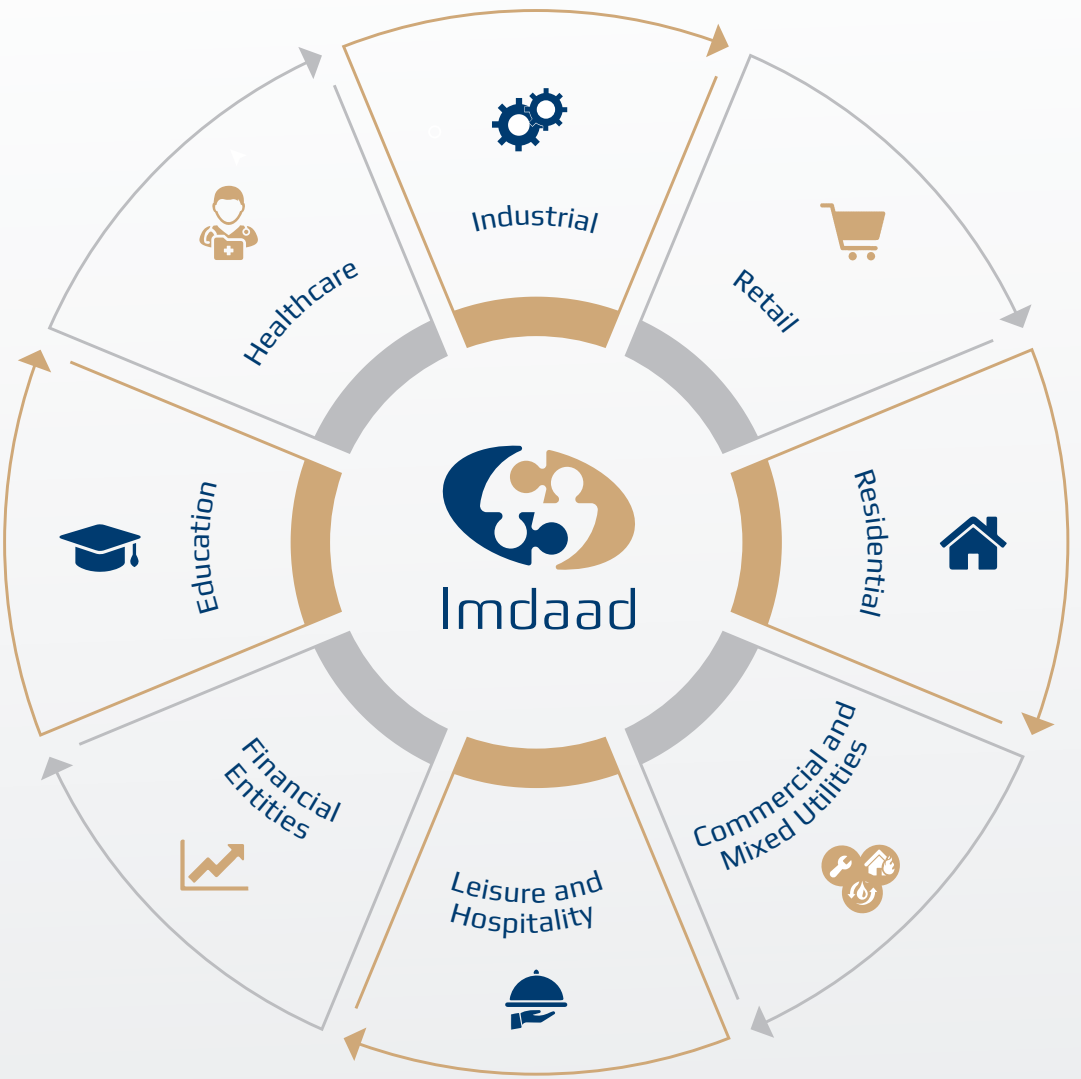 Industrial
Retail
Residential
Commercial and
Mixed Utilities
Leisure and
Hospitality
Financial
Entities
Education
Healthcare
Imdaad